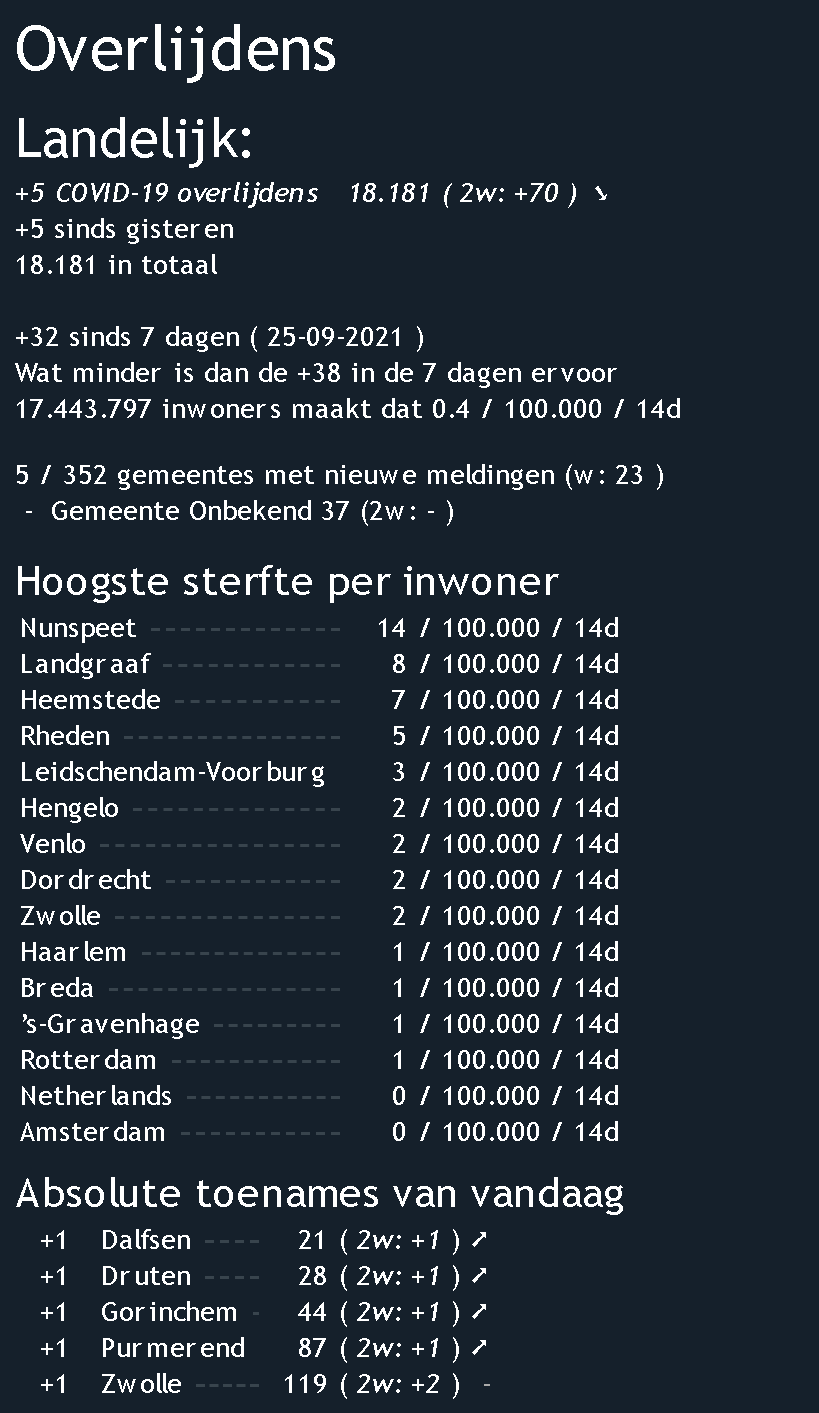 Overlijdens
Landelijk:
+5 COVID-19 overlijdens 18.181 ( 2w: +70 ) ➘
+5 sinds gisteren
18.181 in totaal
+32 sinds 7 dagen ( 25-09-2021 )
Wat minder is dan de +38 in de 7 dagen ervoor
17.443.797 inwoners maakt dat 0.4 / 100.000 / 14d
5 / 352 gemeentes met nieuwe meldingen (w: 23 )
- Gemeente Onbekend 37 (2w: - )
Hoogste sterfte per inwoner
Nunspeet ------------- 14 / 100.000 / 14d
Landgraaf ------------ 8 / 100.000 / 14d
Heemstede ----------- 7 / 100.000 / 14d
Rheden --------------- 5 / 100.000 / 14d
Leidschendam-Voorburg 3 / 100.000 / 14d
Hengelo -------------- 2 / 100.000 / 14d
Venlo ---------------- 2 / 100.000 / 14d
Dordrecht ------------ 2 / 100.000 / 14d
Zwolle --------------- 2 / 100.000 / 14d
Haarlem ------------- 1 / 100.000 / 14d
Breda ---------------- 1 / 100.000 / 14d
’s-Gravenhage --------- 1 / 100.000 / 14d
Rotterdam ----------- 1 / 100.000 / 14d
Netherlands ---------- 0 / 100.000 / 14d
Amsterdam ----------- 0 / 100.000 / 14d
Absolute toenames van vandaag
+1 Dalfsen ---- 21 ( 2w: +1 ) ➚
+1 Druten ---- 28 ( 2w: +1 ) ➚
+1 Gorinchem - 44 ( 2w: +1 ) ➚
+1 Purmerend 87 ( 2w: +1 ) ➚
+1 Zwolle ----- 119 ( 2w: +2 ) -